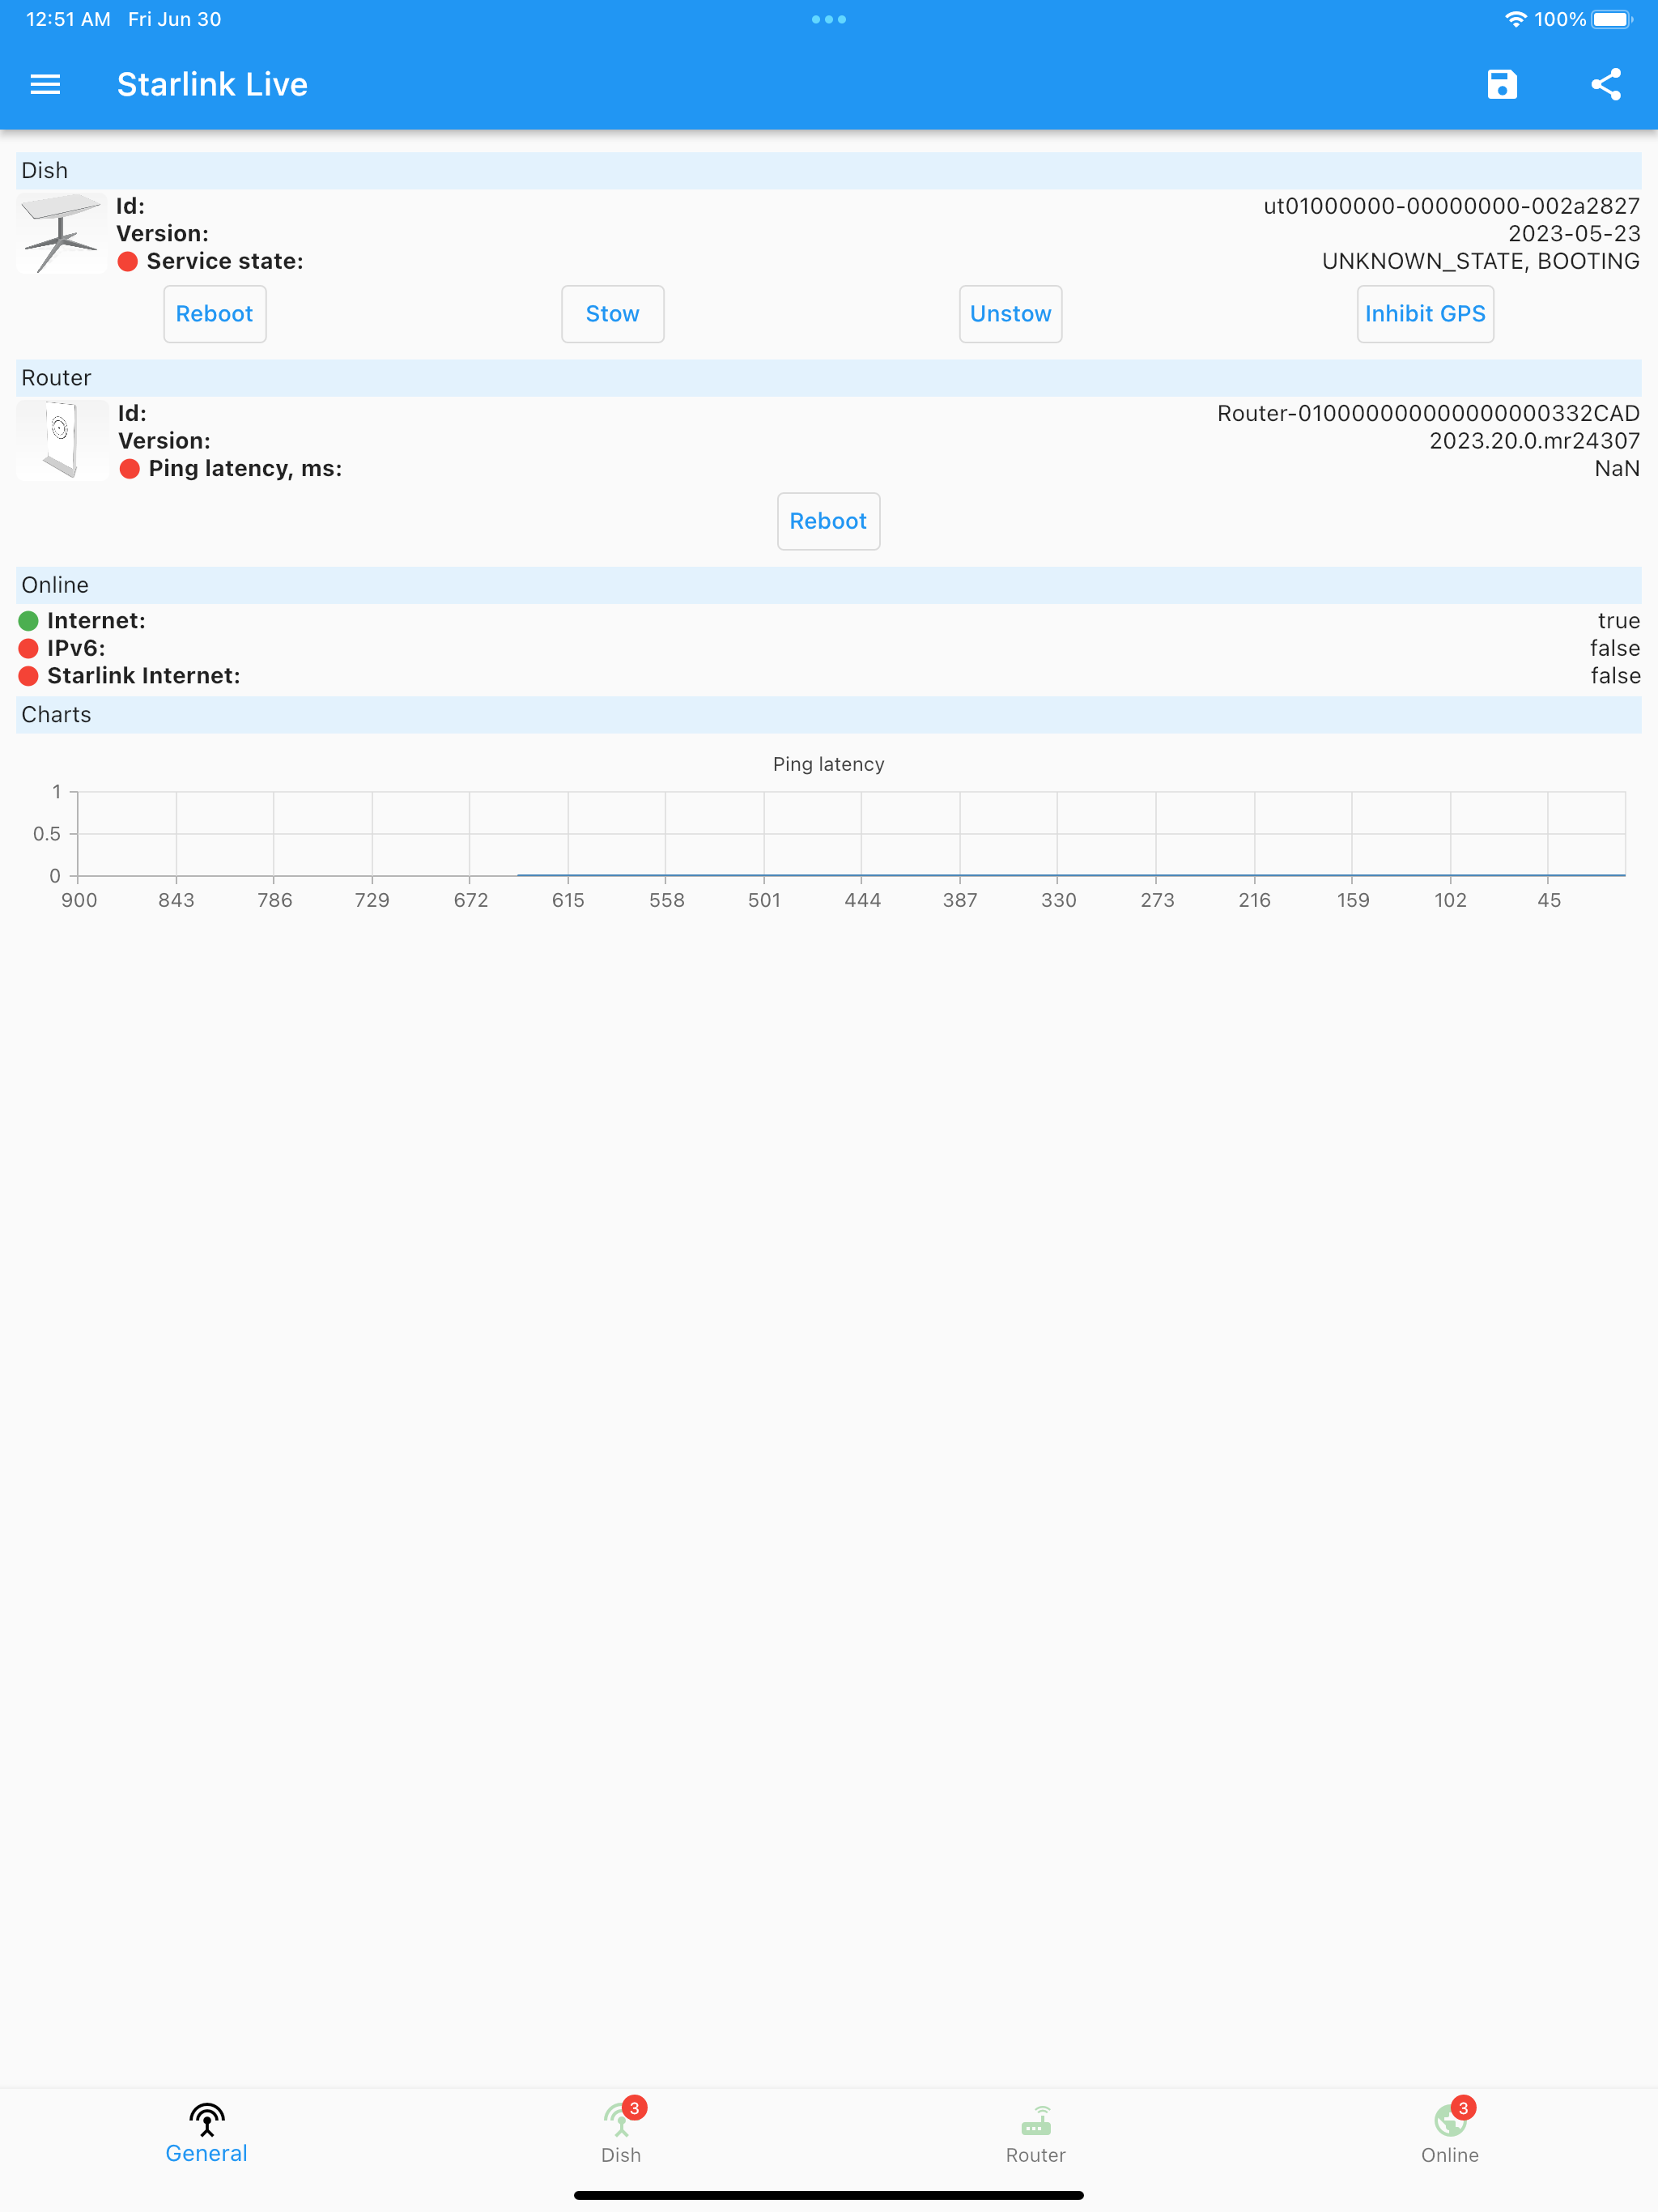 12:51 AM Fri Jun 30 100%
Starlink Live
Dish
Id: ut01000000-00000000-002a2827
Version: 2023-05-23
Service state: UNKNOWN_STATE, BOOTING
Reboot Stow Unstow Inhibit GPS
Router
Id: Router-010000000000000000332CAD
Version: 2023.20.0.mr24307
Ping latency, ms: NaN
Reboot
Online
Internet: true
IPv6: false
Starlink Internet: false
Charts
Ping latency
1
0.5
0
900 843 786 729 672 615 558 501 444 387 330 273 216 159 102 45
3 3
General Dish Router Online